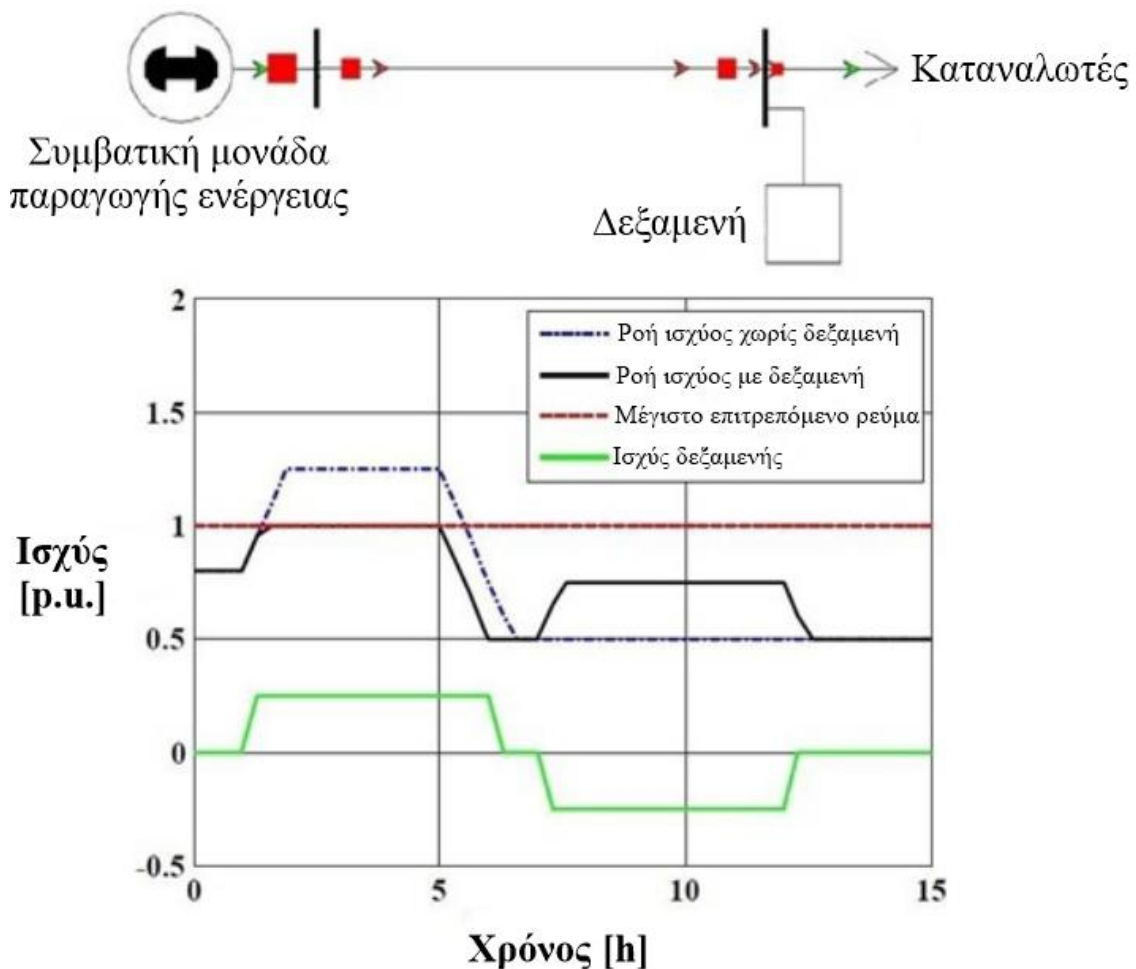 Καταναλωτές
Συμβατική μονάδα
παραγωγής ενέργειας
Δεξαμενή
2
1.5
1
0.5
0
-0.5
Ισχύς
[p.u.]
Ροή ισχύος χωρίς δεξαμενή
Ροή ισχύος με δεξαμενή
Μέγιστο επιτρεπόμενο ρεύμα
Ισχύς δεξαμενής
0 5 10 15
Χρόνος [h]